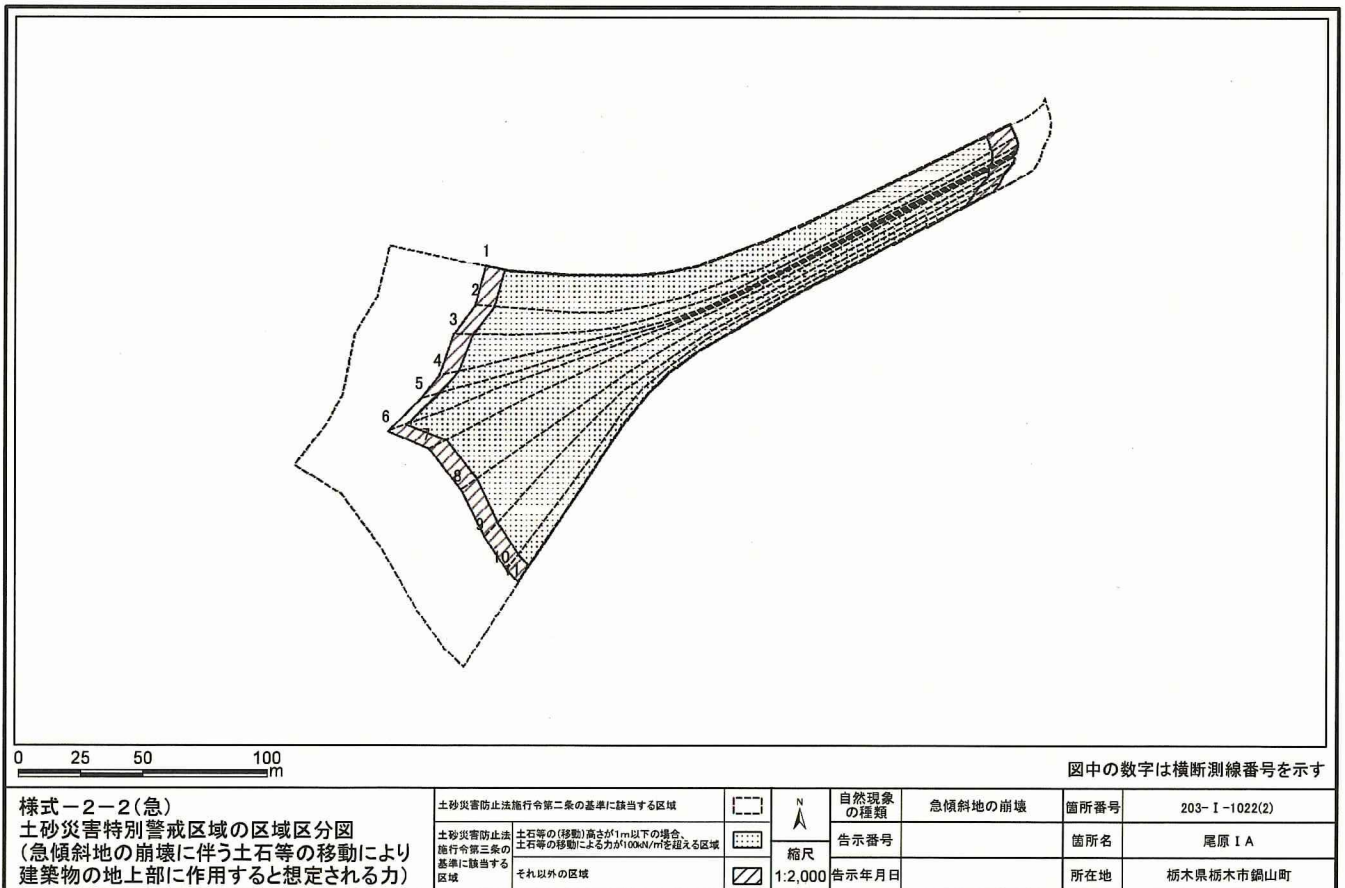 1
2
3
4
5
6
7
8
9
10
11
0 25 50 100
m
図中の数字は横断測線番号を示す
様式-2-2(急)
土砂災害特別警戒区域の区域区分図
(急傾斜地の崩壊に伴う土石等の移動により
建築物の地上部に作用すると想定される力)
土砂災害防止法施行令第二条の基準に該当する区域
土砂災害防止法
施行令第三条の
基準に該当する
区域
土石等の(移動)高さが1m以下の場合、
土石等の移動による力が100kN/㎡を超える区域
それ以外の区域
N
縮尺
1:2,000
自然現象
の種類
急傾斜地の崩壊
箇所番号
203-Ⅰ-1022(2)
告示番号
箇所名
尾原ⅠA
告示年月日
所在地
栃木県栃木市鍋山町